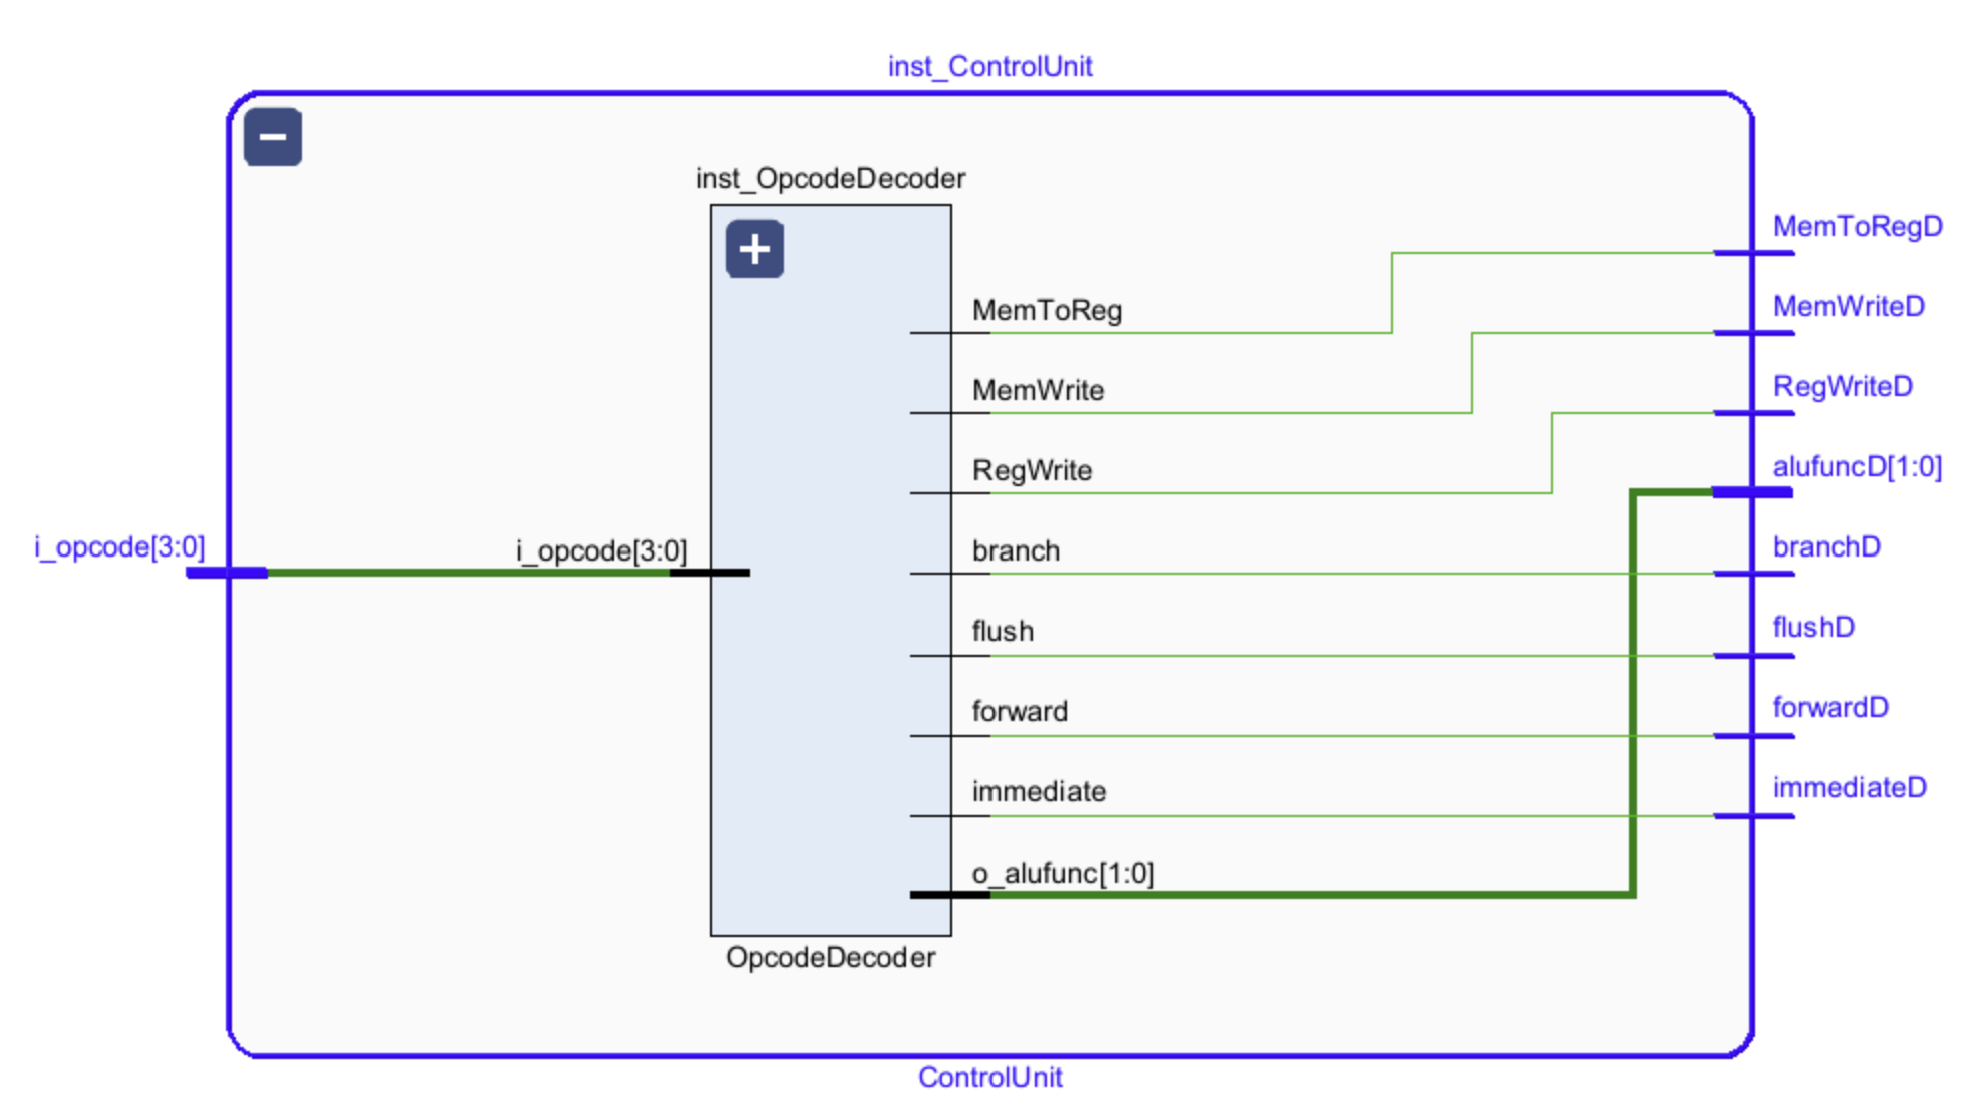 inst_ControlUnit
inst_OpcodeDecoder
MemToRegD
MemToReg
MemWriteD
MemWrite
RegWriteD
RegWrite
alufuncD[1:0]
i_opcode[3:0]
i_opcode[3:0]
branch
branchD
flush
flushD
forward
forwardD
immediate
immediateD
o_alufunc[1:0]
OpcodeDecoder
ControlUnit